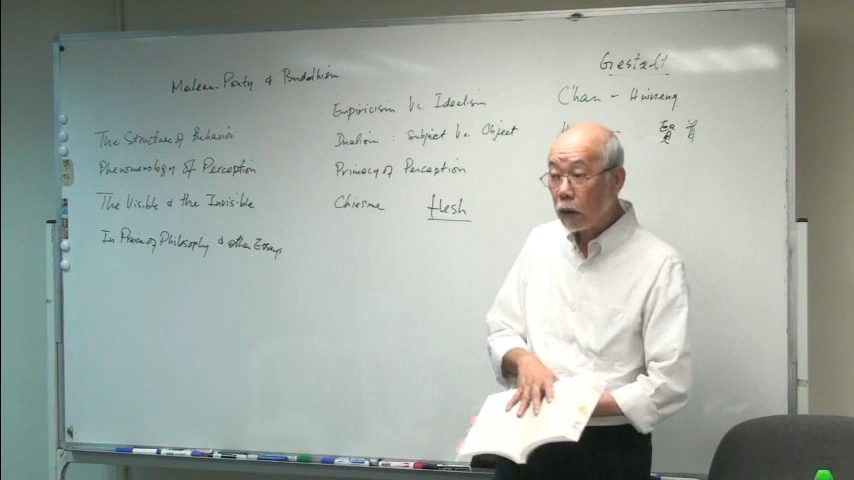 Merleau-Ponty & Buddhism
The Structure of Behavior
Phenomenology of Perception
The Visible & the Invisible
In Praise of Philosophy & other Essays
Empiricism Vs. Idealism
Dualism : Subject Vs. Object
Primacy of Perception
Chiasma flesh
Gestalt
Ch'an - Huineng